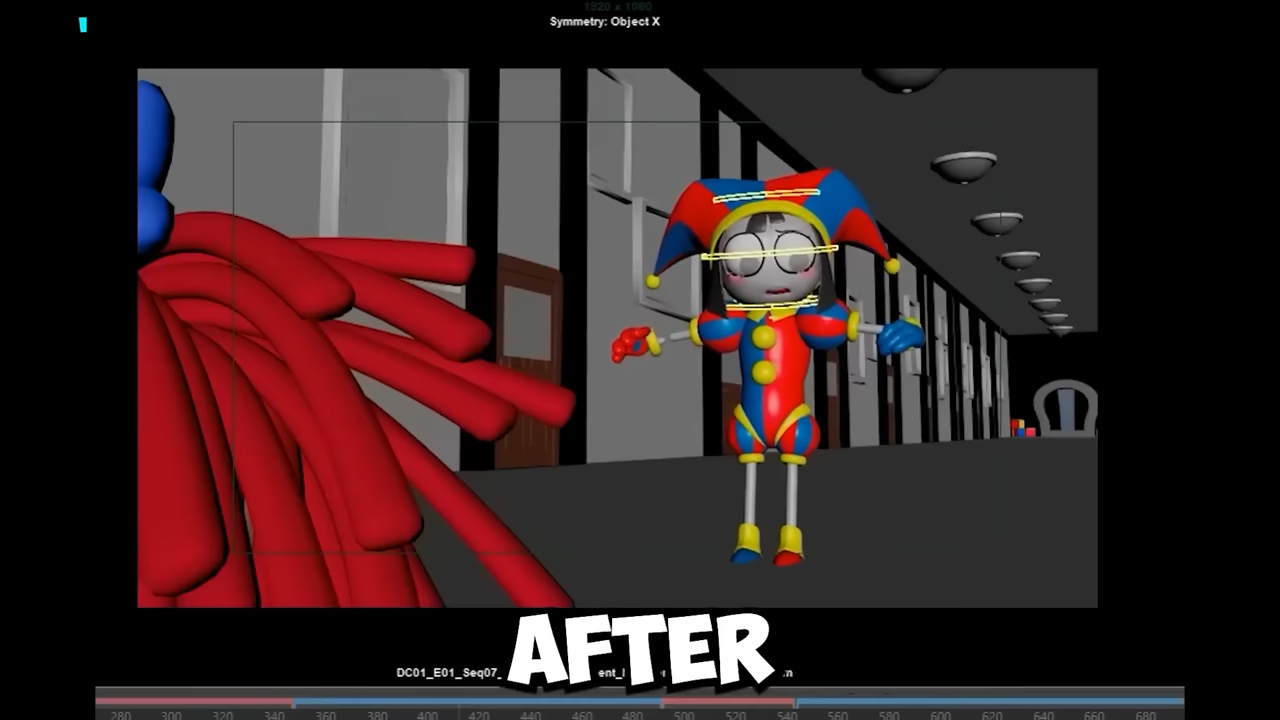 1920 x 1080
Symmetry: Object X
AFTER
DC01_E01_Seq07_
280 300 320 340 360 380 400 420 440 460 480 500 520 540 560 580 600 620 640 660 680